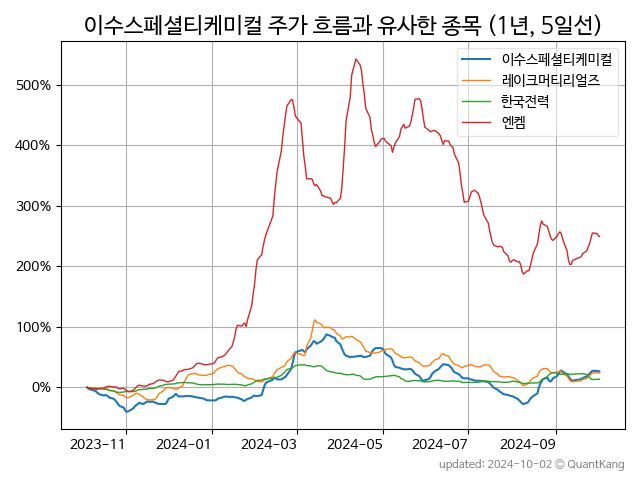 이수스페셜티케미컬 주가 흐름과 유사한 종목 (1년, 5일선)
이수스페셜티케미컬
레이크머티리얼즈
한국전력
엔켐
500%
400%
300%
200%
100%
0%
2023-11
2024-01
2024-03
2024-05
2024-07
2024-09
updated: 2024-10-02 © QuantKang